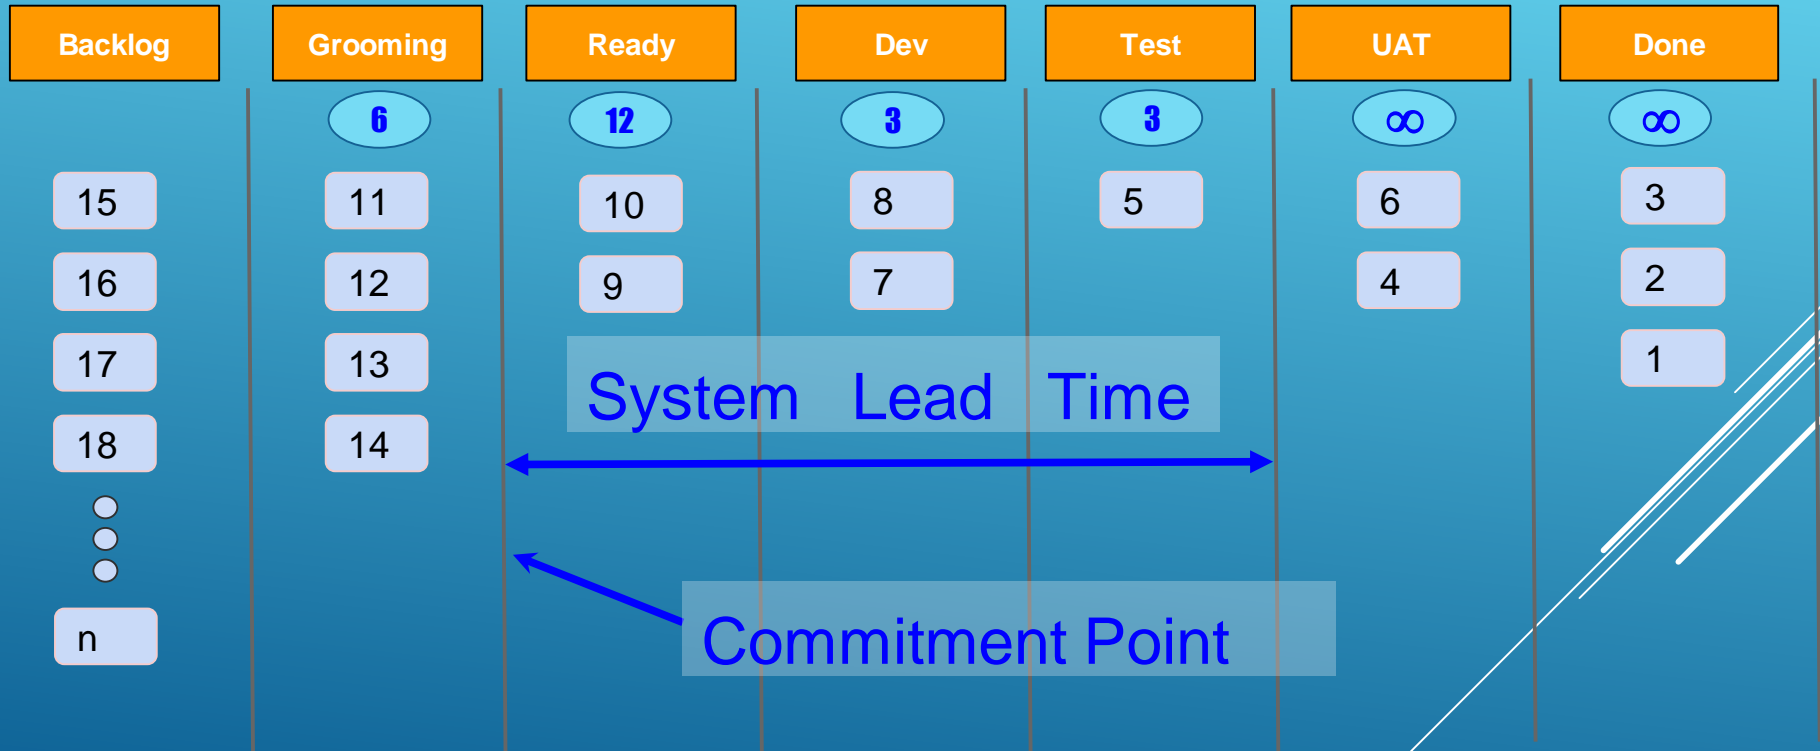 Backlog Grooming Ready Dev Test UAT Done
6 12 3 3 ∞ ∞
15 11 10 8 5 6 3
16 12 9 7 4 2
17 13 1
System Lead Time
18 14
Commitment Point
n